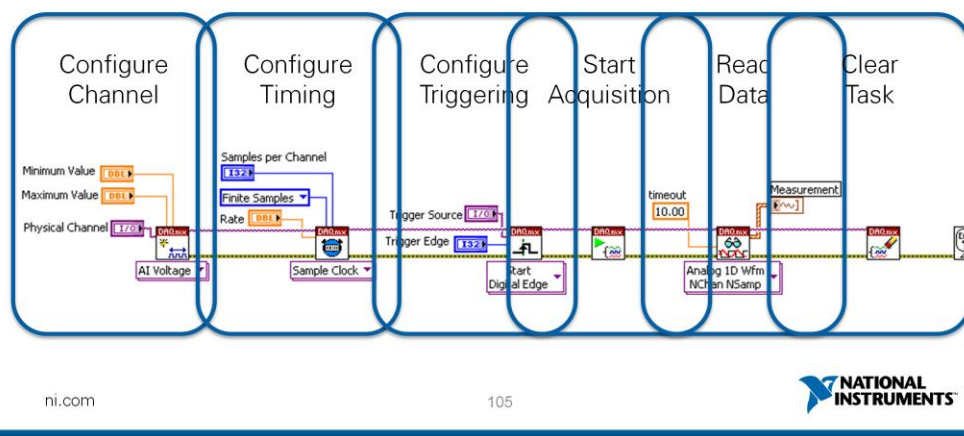 Configure
Channel
Configure
Timing
Configure
Triggering
Start
Acquisition
Read
Data
Clear
Task
Minimum Value
DBL
Maximum Value
DBL
Physical Channel
I/O
DAQmx
AI Voltage
Samples per Channel
I32
Finite Samples
Rate
DBL
DAQmx
Sample Clock
Trigger Source
I/O
Trigger Edge
I32
DAQmx
Start
Digital Edge
DAQmx
timeout
10.00
DAQmx
Analog 1D Wfm
NChan NSamp
Measurement
DAQmx
ni.com
105
NATIONAL
INSTRUMENTS